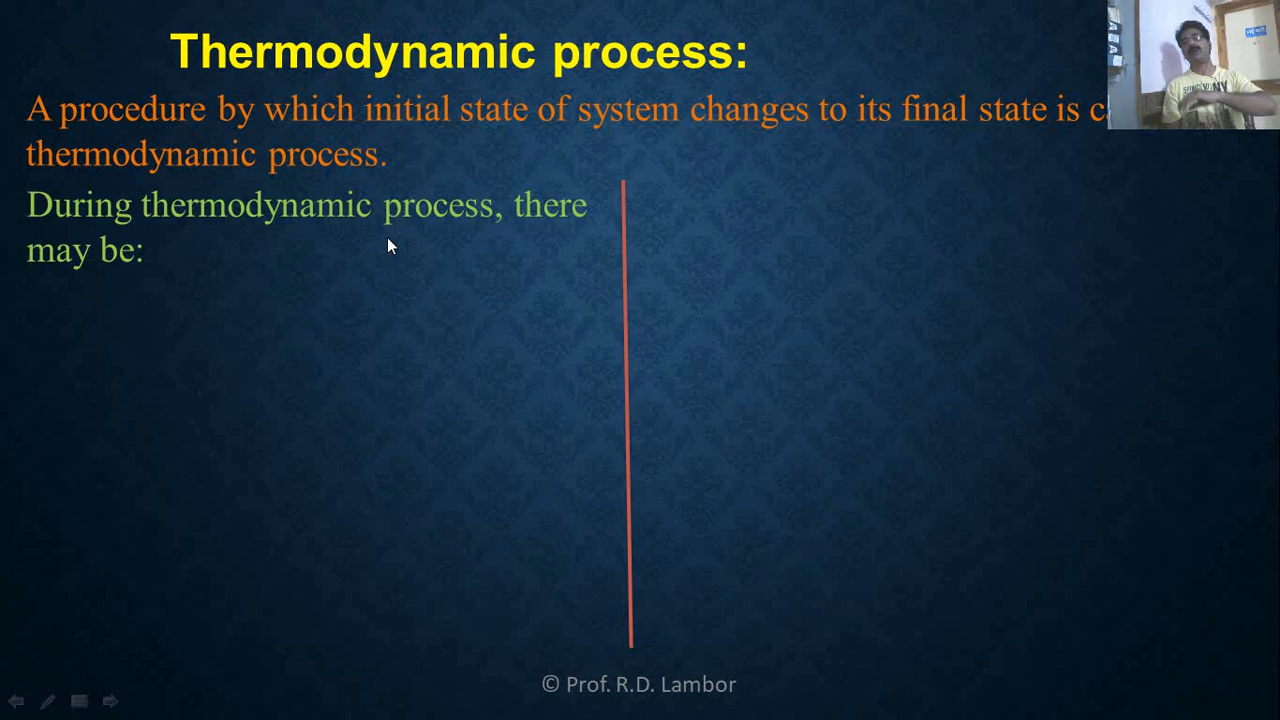 Thermodynamic process:
A procedure by which initial state of system changes to its final state is
thermodynamic process.
During thermodynamic process, there
may be:
© Prof. R.D. Lambor